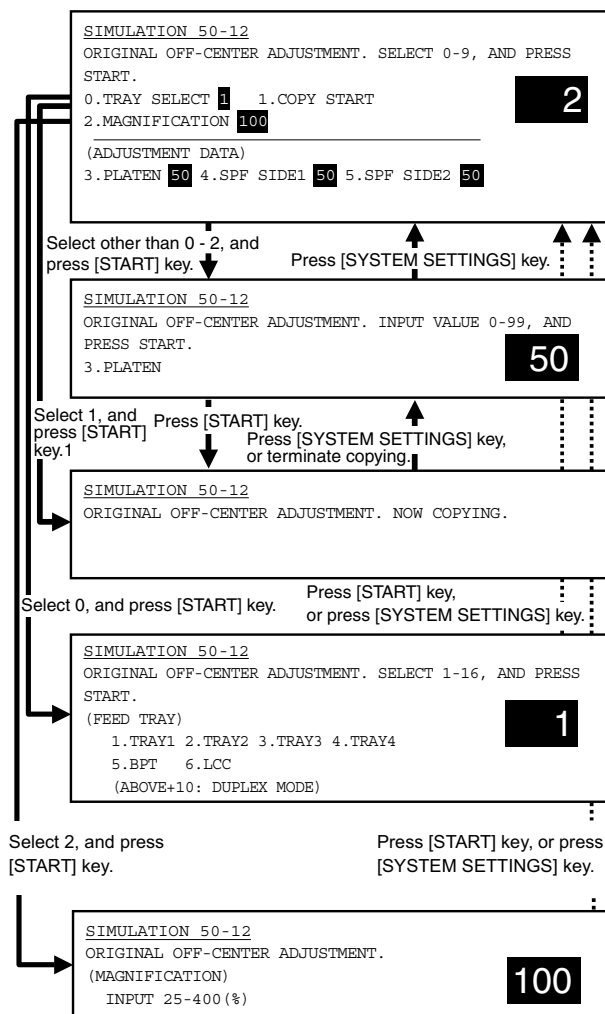 SIMULATION 50-12
ORIGINAL OFF-CENTER ADJUSTMENT. SELECT 0-9, AND PRESS
START.
0.TRAY SELECT 1 1.COPY START
2.MAGNIFICATION 100
2
(ADJUSTMENT DATA)
3.PLATEN 50 4.SPF SIDE1 50 5.SPF SIDE2 50
Select other than 0 - 2, and
press [START] key.
Press [SYSTEM SETTINGS] key.
SIMULATION 50-12
ORIGINAL OFF-CENTER ADJUSTMENT. INPUT VALUE 0-99, AND
PRESS START.
3.PLATEN
50
Select 1, and
press [START]
key.1
Press [START] key.
Press [SYSTEM SETTINGS] key,
or terminate copying.
SIMULATION 50-12
ORIGINAL OFF-CENTER ADJUSTMENT. NOW COPYING.
Select 0, and press [START] key.
Press [START] key,
or press [SYSTEM SETTINGS] key.
SIMULATION 50-12
ORIGINAL OFF-CENTER ADJUSTMENT. SELECT 1-16, AND PRESS
START.
(FEED TRAY)
1
1.TRAY1 2.TRAY2 3.TRAY3 4.TRAY4
5.BPT 6.LCC
(ABOVE+10: DUPLEX MODE)
Select 2, and press
[START] key.
Press [START] key, or press
[SYSTEM SETTINGS] key.
SIMULATION 50-12
ORIGINAL OFF-CENTER ADJUSTMENT.
(MAGNIFICATION)
INPUT 25-400(%)
100